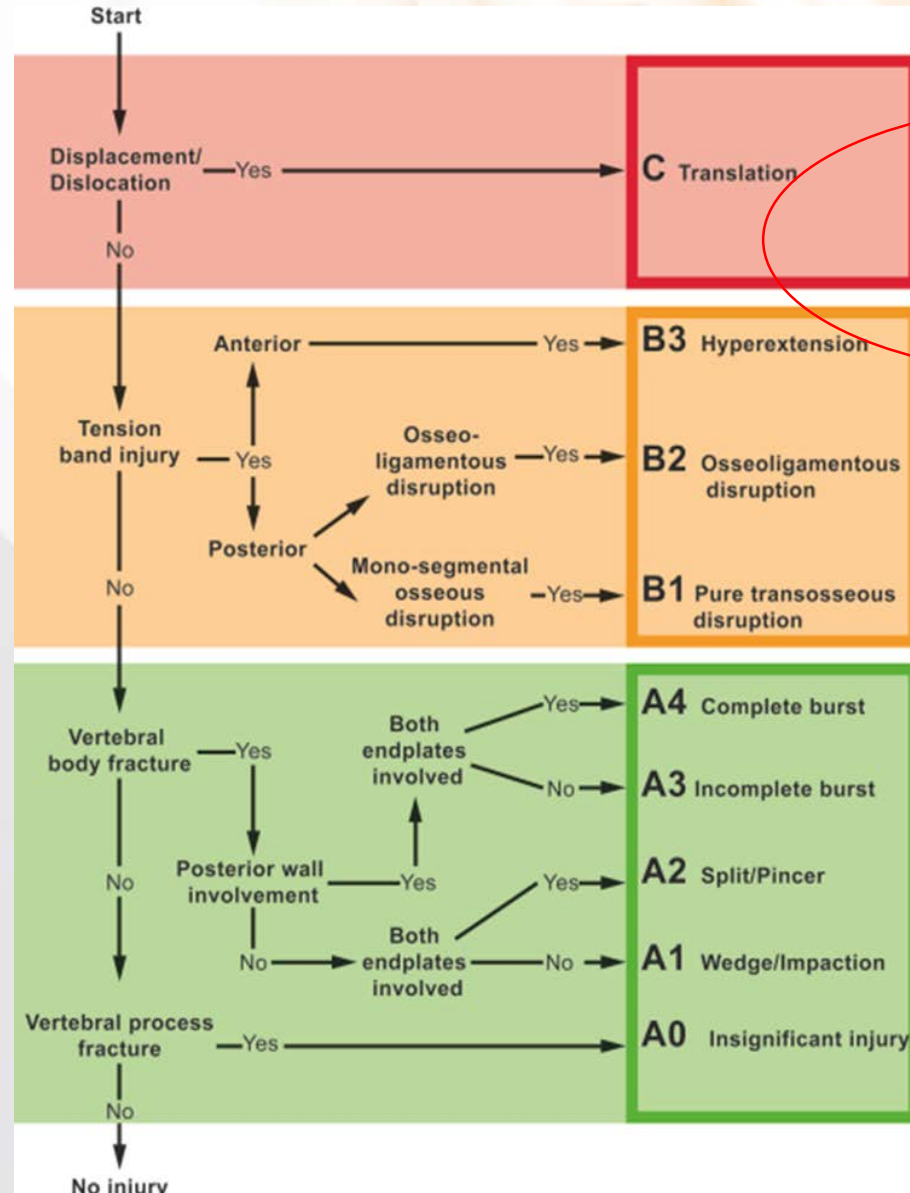 Start
Displacement/
Dislocation
Yes
C Translation
No
Anterior
Yes
B3 Hyperextension
Tension
band injury
Yes
Osseo-
ligamentous
disruption
Yes
B2 Osseoligamentous
disruption
Posterior
Mono-segmental
osseous
disruption
Yes
B1 Pure transosseous
disruption
No
Vertebral
body fracture
Yes
Both
endplates
involved
Yes
A4 Complete burst
No
A3 Incomplete burst
No
Posterior wall
involvement
Yes
Yes
A2 Split/Pincer
No
Both
endplates
involved
No
A1 Wedge/Impaction
Vertebral process
fracture
Yes
A0 Insignificant injury
No
No injury